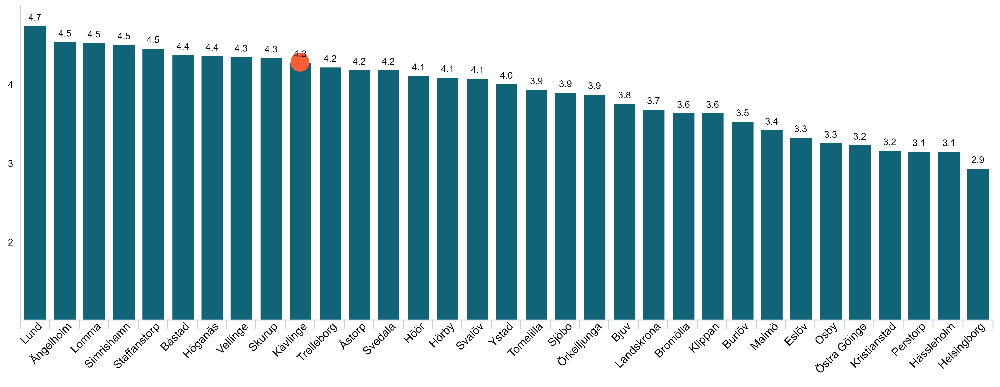 4.7
4.5
4.5
4.5
4.5
4.4
4.4
4.3
4.3
4.3
4.2
4.2
4.2
4.1
4.1
4.1
4.0
3.9
3.9
3.9
3.8
3.7
3.6
3.6
3.5
3.4
3.3
3.3
3.2
3.2
3.1
3.1
2.9
4
3
2
Lund
Ängelholm
Lomma
Simrishamn
Staffanstorp
Båstad
Höganäs
Vellinge
Skurup
Kävlinge
Trelleborg
Åstorp
Svedala
Höör
Hörby
Svalöv
Ystad
Tomelilla
Sjöbo
Örkelljunga
Bjuv
Landskrona
Bromölla
Klippan
Burlöv
Malmö
Eslöv
Osby
Östra Göinge
Kristianstad
Perstorp
Hässleholm
Helsingborg